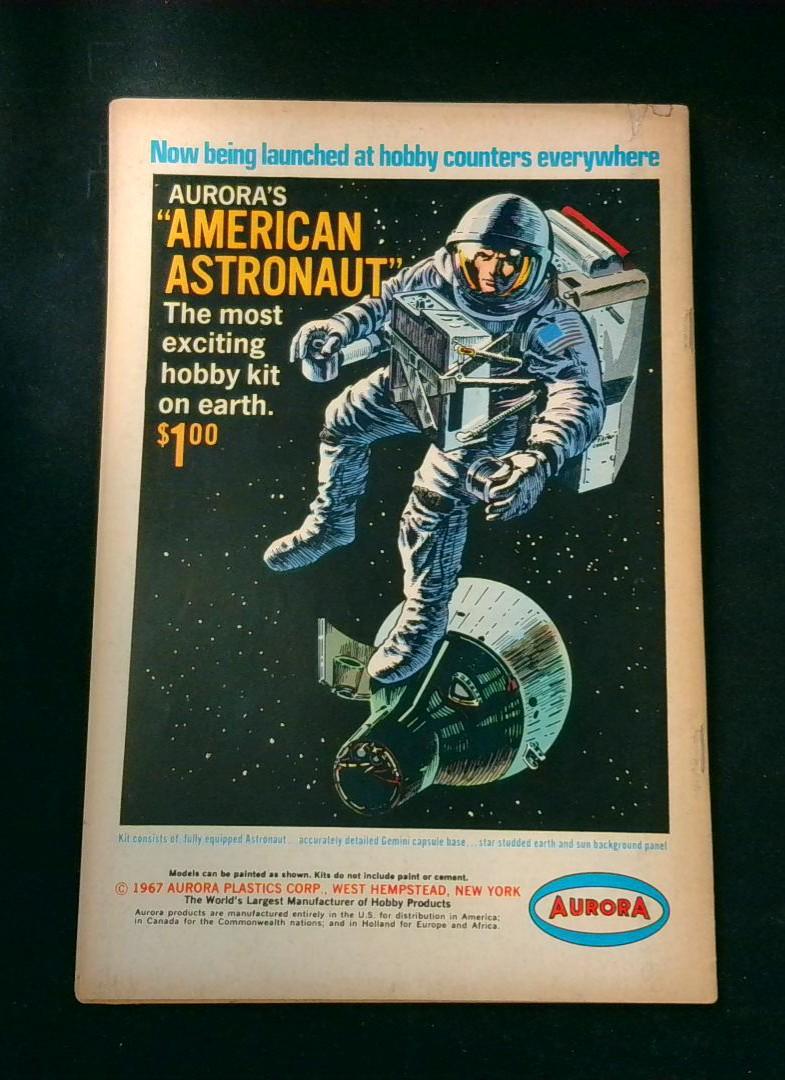 Now being launched at hobby counters everywhere
AURORA'S
“AMERICAN
ASTRONAUT”
The most
exciting
hobby kit
on earth.
$1.00
Kit consists of fully equipped Astronaut... accurately detailed Gemini capsule base... star studded earth and sun background panel
Models can be painted as shown. Kits do not include paint or cement.
© 1967 AURORA PLASTICS CORP., WEST HEMPSTEAD, NEW YORK
The World's Largest Manufacturer of Hobby Products
Aurora products are manufactured entirely in the U.S. for distribution in America;
in Canada for the Commonwealth nations; and in Holland for Europe and Africa.
AURORA